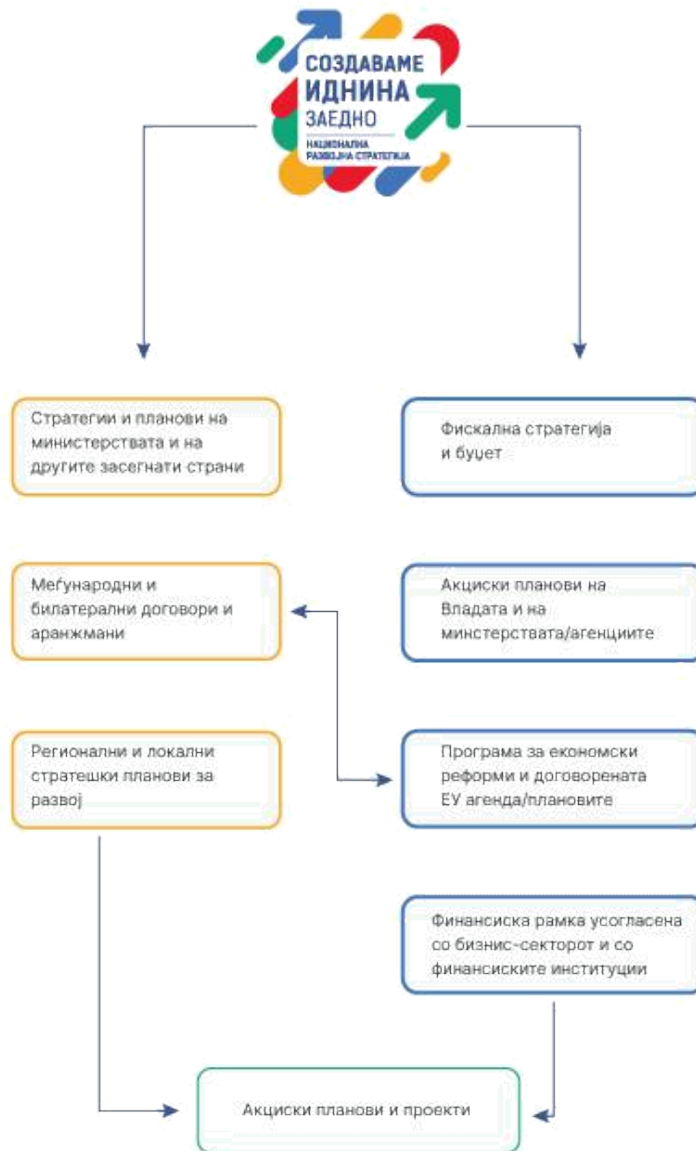 СОЗДАВАМЕ
ИДНИНА
ЗАЕДНО
НАЦИОНАЛНА
РАЗВОЈНА СТРАТЕГИЈА
Стратегии и планови на
министерствата и на
другите засегнати страни
Фискална стратегија
и буџет
Меѓународни и
билатерални договори и
аранжмани
Акциски планови на
Владата и на
минстерствата/агенциите
Регионални и локални
стратешки планови за
развој
Програма за економски
реформи и договорената
ЕУ агенда/плановите
Финансиска рамка усогласена
со бизнис-секторот и со
финансиските институции
Акциски планови и проекти